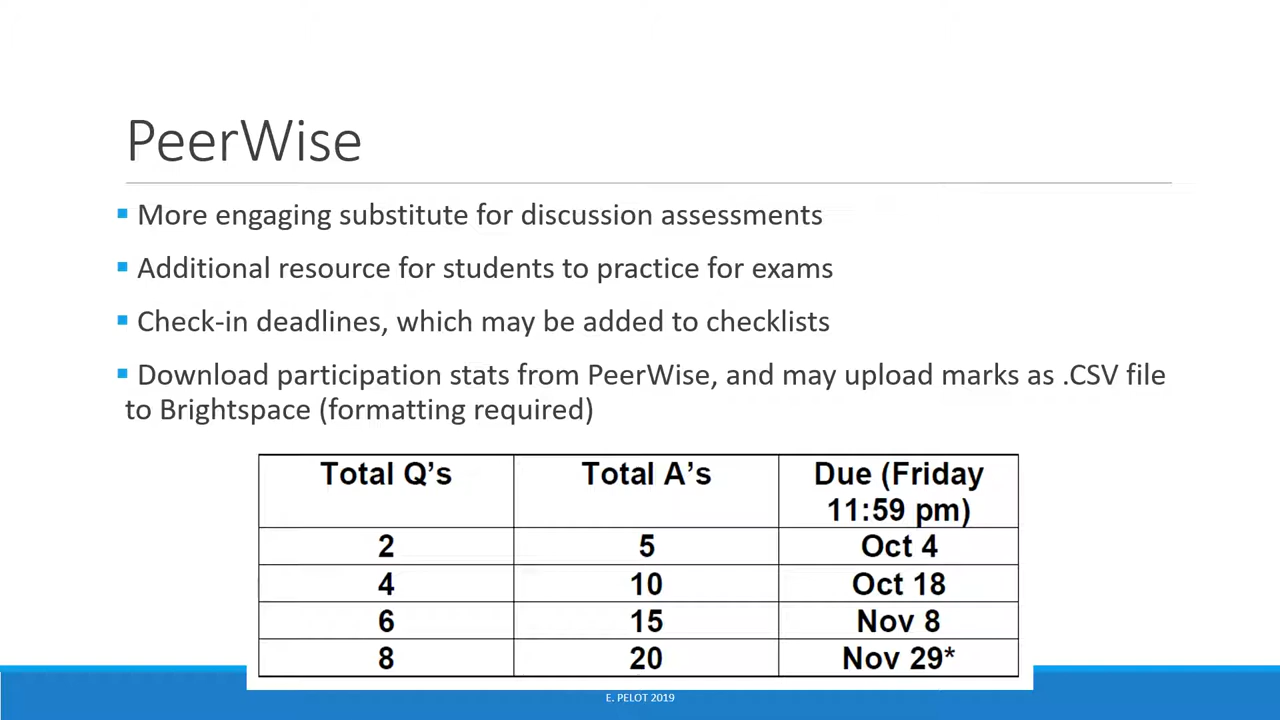 PeerWise
▪ More engaging substitute for discussion assessments
▪ Additional resource for students to practice for exams
▪ Check-in deadlines, which may be added to checklists
▪ Download participation stats from PeerWise, and may upload marks as .CSV file
to Brightspace (formatting required)
Total Q’s Total A’s Due (Friday
11:59 pm)
2 5 Oct 4
4 10 Oct 18
6 15 Nov 8
8 20 Nov 29*
E. PELOT 2019